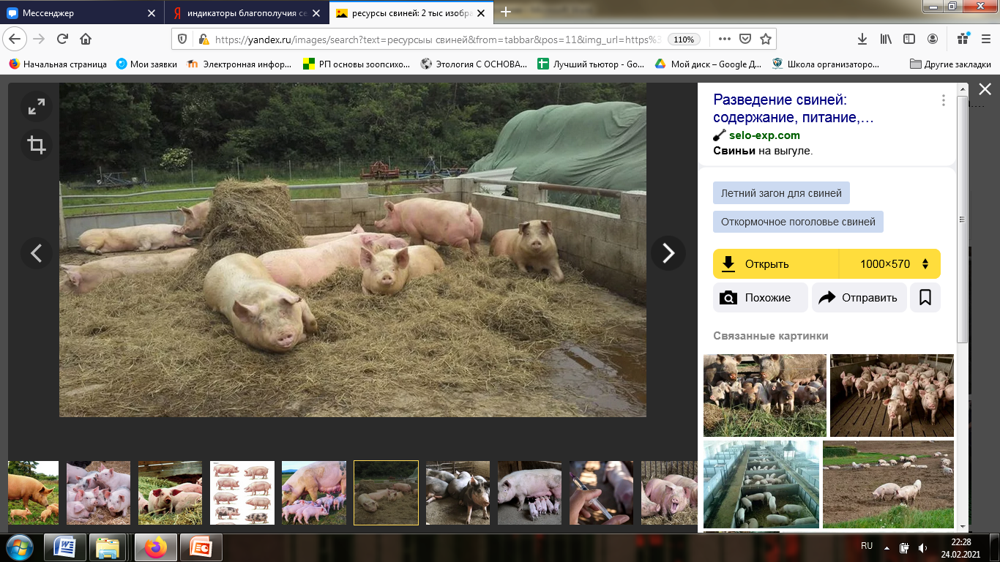 Мессенджер
индикаторы благополучия се
ресурсы свиней: 2 тыс изобра
https://yandex.ru/images/search?text=ресурсыы свиней&from=tabbar&pos=11&img_url=https%3
110%
Начальная страница
Мои заявки
Электронная инфор...
РП основы зоопсихо...
Этология С ОСНОВА...
Лучший тьютор - Go...
Мой диск – Google Д...
Школа организаторо...
Другие закладки
Разведение свиней:
содержание, питание,…
selo-exp.com
Свиньи на выгуле.
Летний загон для свиней
Откормочное поголовье свиней
Открыть
1000×570
Похожие
Отправить
Связанные картинки
RU
22:28
24.02.2021